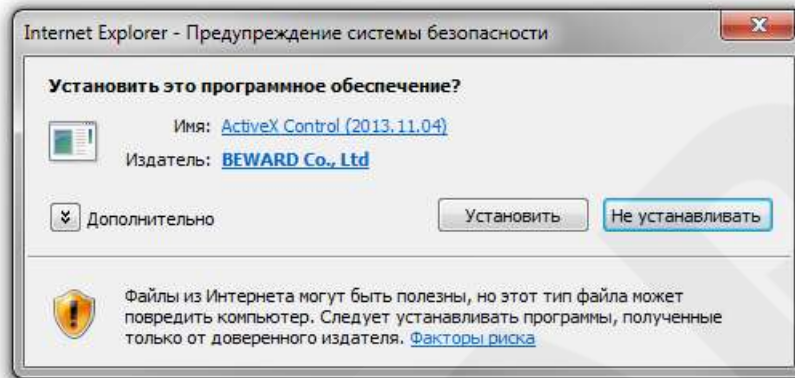 Internet Explorer - Предупреждение системы безопасности
Установить это программное обеспечение?
Имя: ActiveX Control (2013.11.04)
Издатель: BEWARD Co., Ltd
Дополнительно
Установить
Не устанавливать
Файлы из Интернета могут быть полезны, но этот тип файла может
повредить компьютер. Следует устанавливать программы, полученные
только от доверенного издателя. Факторы риска